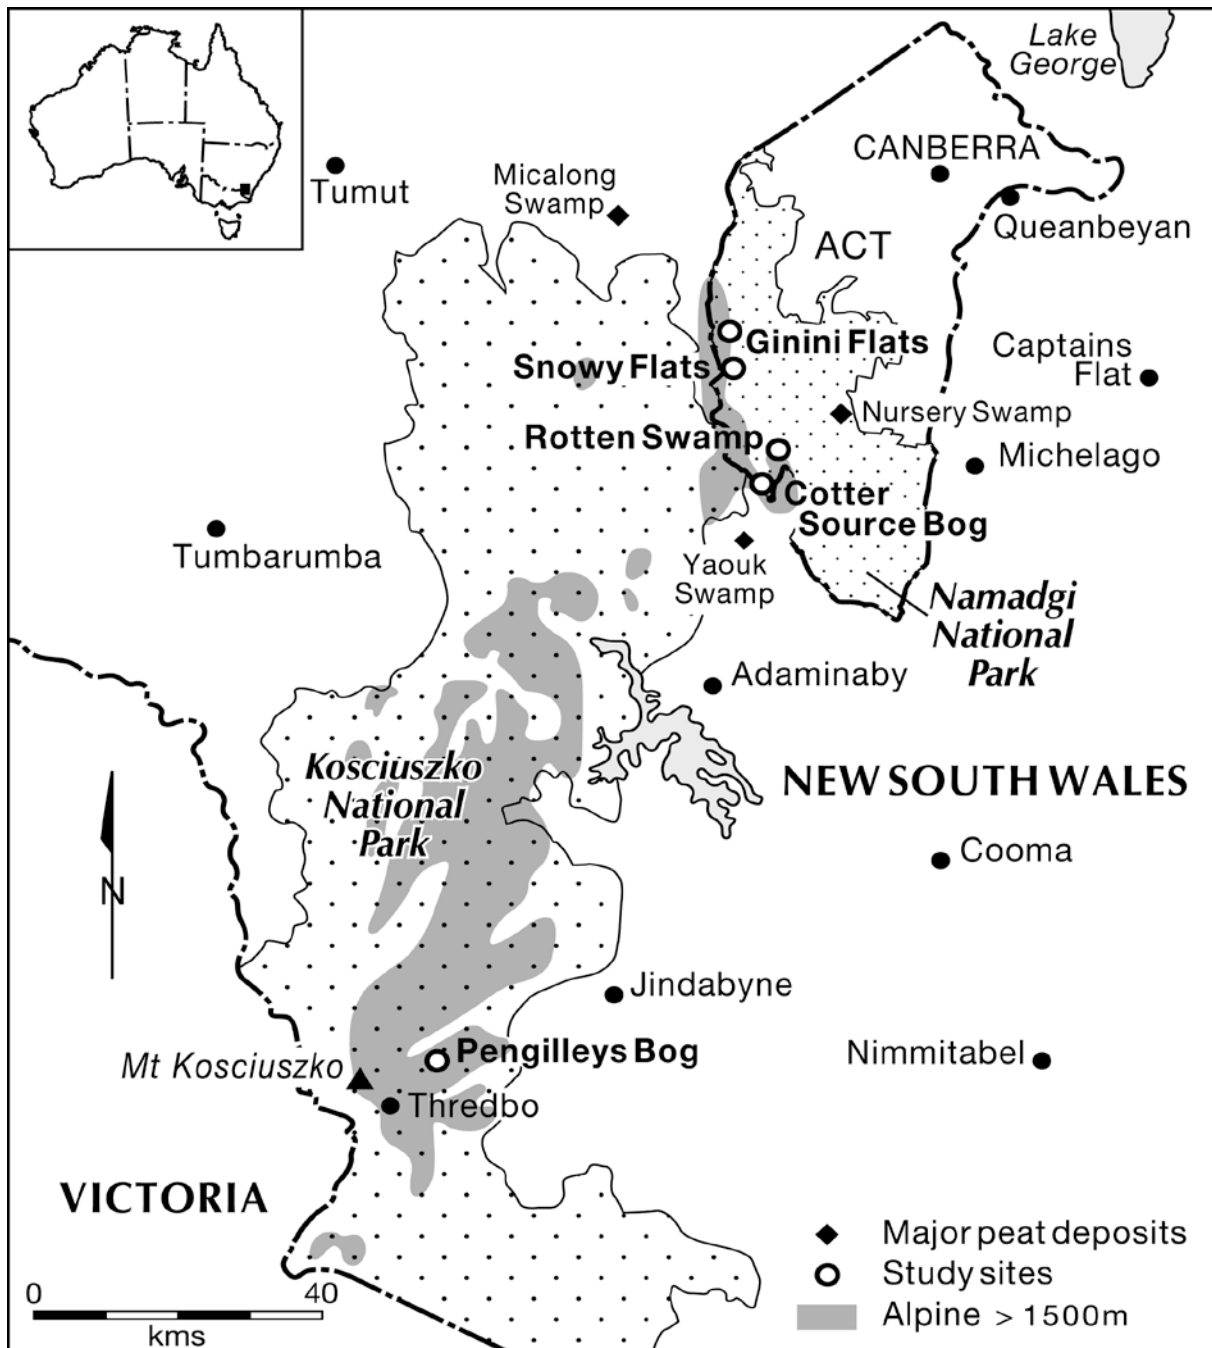 Lake
George
CANBERRA
Tumut
Micalong
Swamp
Queanbeyan
ACT
Ginini Flats
Captains
Flat
Snowy Flats
Nursery Swamp
Rotten Swamp
Michelago
Cotter
Source Bog
Tumbarumba
Yaouk
Swamp
Namadgi
National
Park
Adaminaby
Kosciuszko
National
Park
NEW SOUTH WALES
Cooma
N
Jindabyne
Pengilleys Bog
Nimmitabel
Mt Kosciuszko
Thredbo
VICTORIA
Major peat deposits
Study sites
Alpine > 1500m
0 40
kms